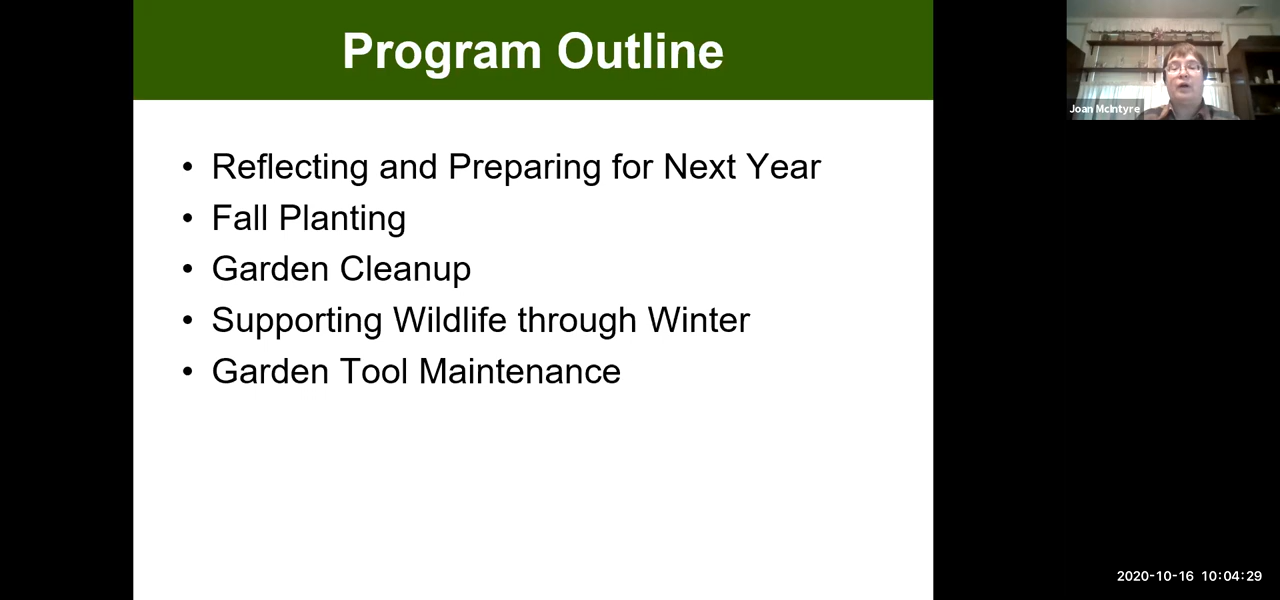 Program Outline
• Reflecting and Preparing for Next Year
• Fall Planting
• Garden Cleanup
• Supporting Wildlife through Winter
• Garden Tool Maintenance
Joan McIntyre
2020-10-16 10:04:29